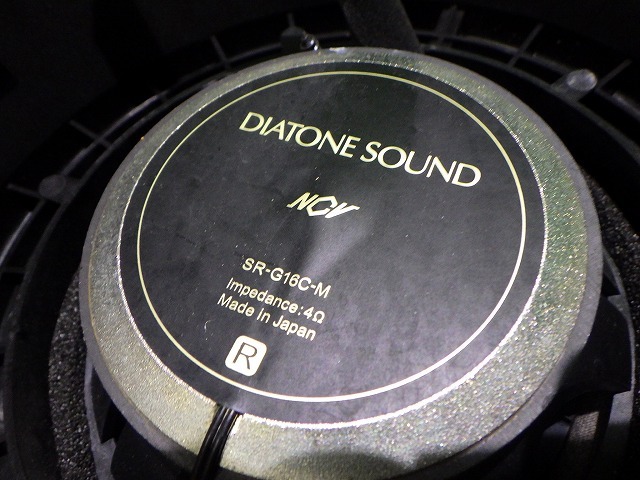 DIATONE SOUND
NCV
SR-G16C-M
Impedance:4Ω
Made in Japan
R